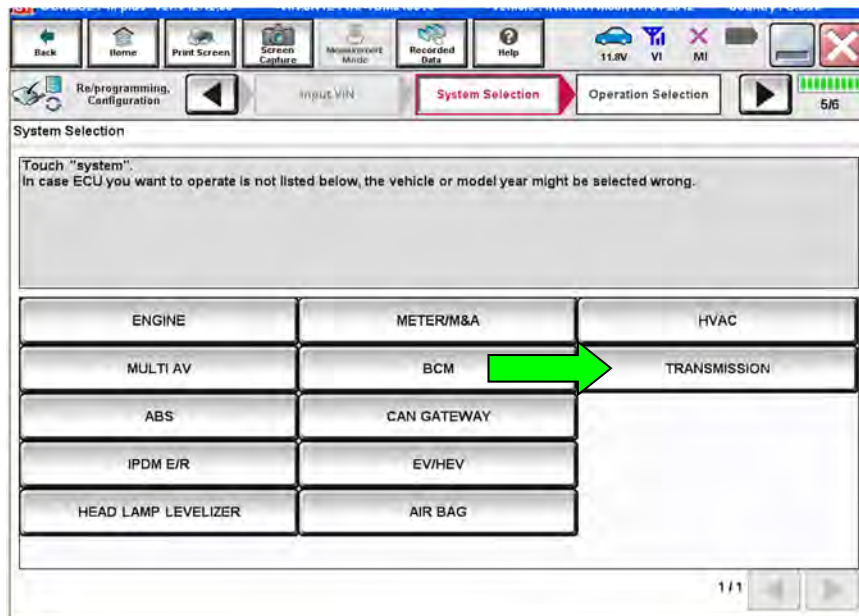 Back Home Print Screen Screen Capture Measurement Mode Recorded Data Help 11.8V VI MI
Re/programming, Configuration Input VIN System Selection Operation Selection 5/6
System Selection
Touch "system".
In case ECU you want to operate is not listed below, the vehicle or model year might be selected wrong.
ENGINE METER/M&A HVAC
MULTI AV BCM TRANSMISSION
ABS CAN GATEWAY
IPDM E/R EV/HEV
HEAD LAMP LEVELIZER AIR BAG
1/1